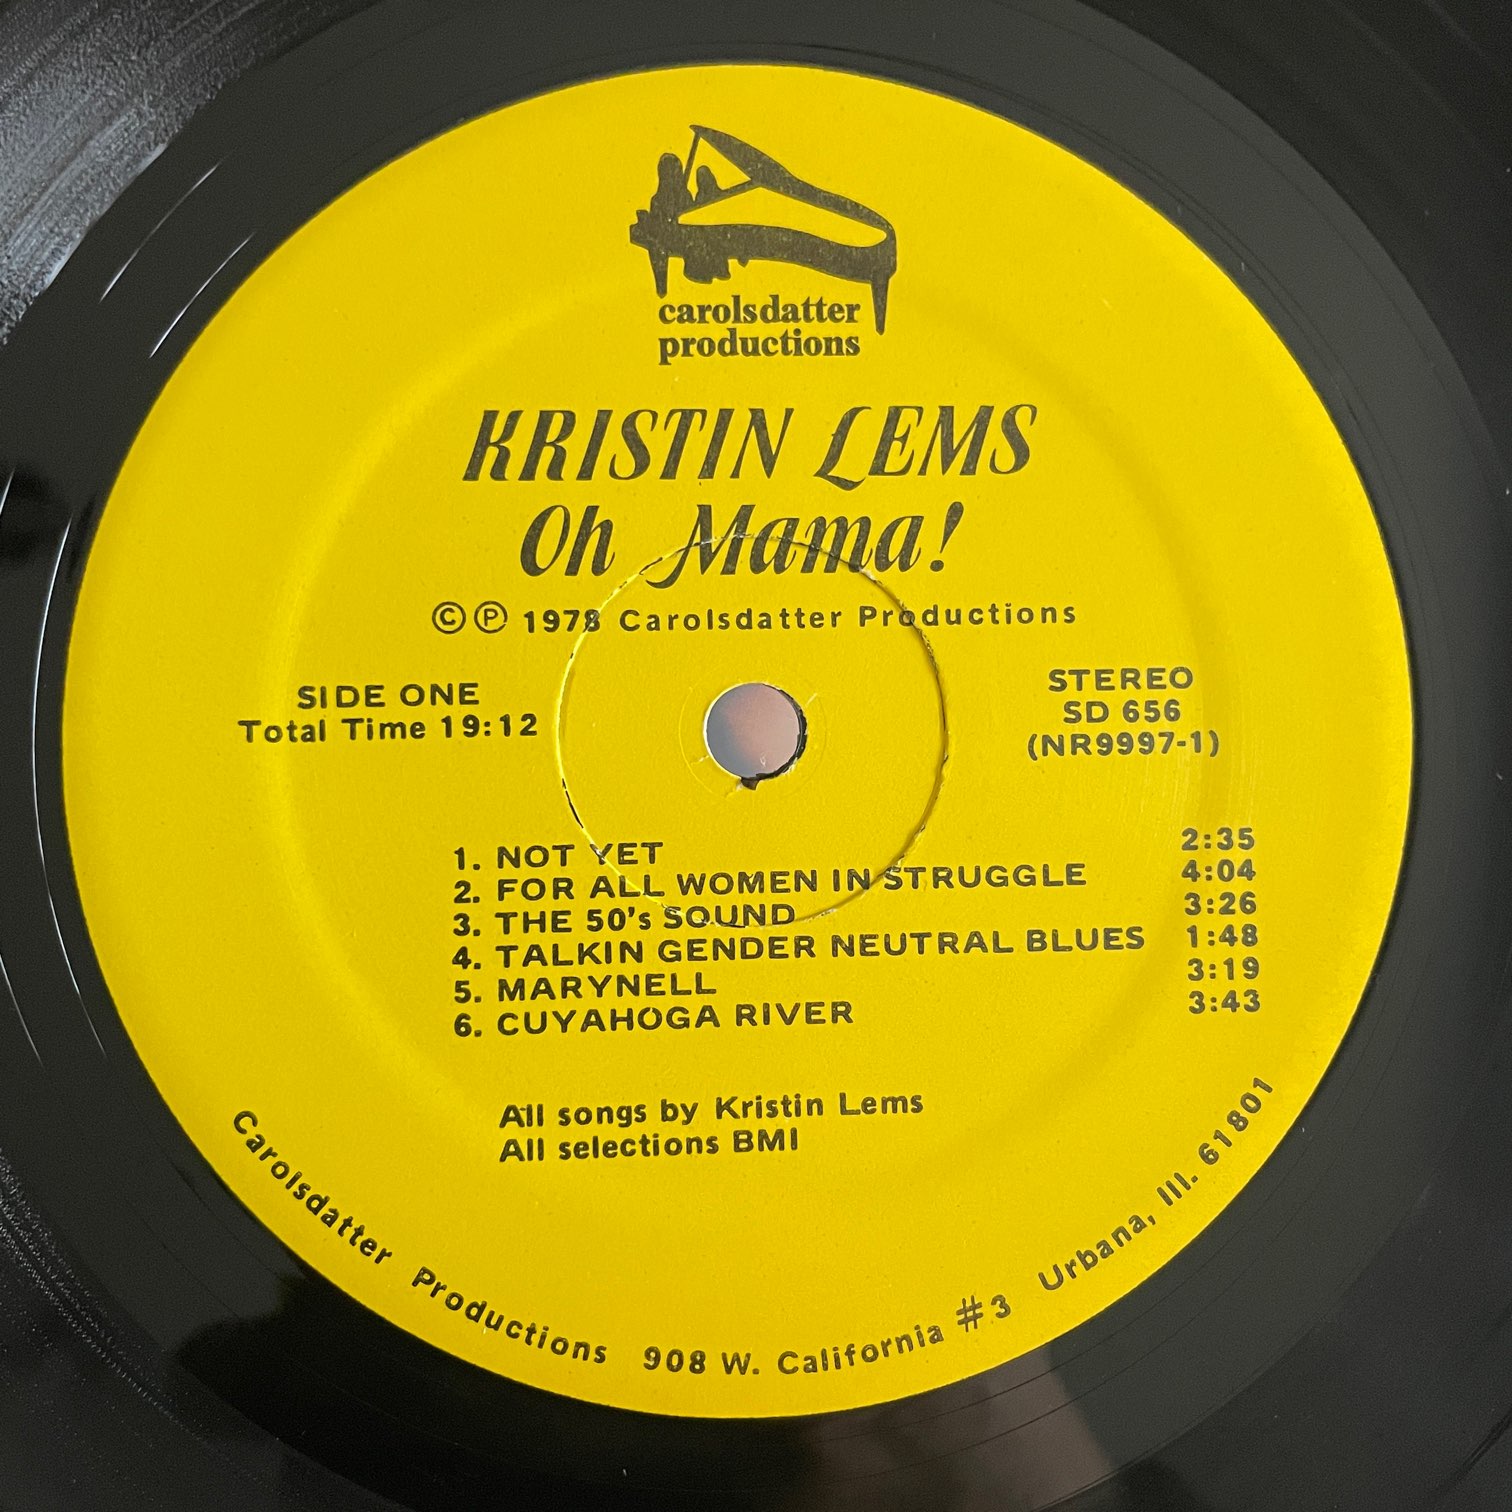 carolsdatter
productions
KRISTIN LEMS
Oh Mama!
© ℗ 1978 Carolsdatter Productions
SIDE ONE
Total Time 19:12
STEREO
SD 656
(NR9997-1)
1. NOT YET 2:35
2. FOR ALL WOMEN IN STRUGGLE 4:04
3. THE 50's SOUND 3:26
4. TALKIN GENDER NEUTRAL BLUES 1:48
5. MARYNELL 3:19
6. CUYAHOGA RIVER 3:43
All songs by Kristin Lems
All selections BMI
Carolsdatter Productions 908 W. California #3 Urbana, Ill. 61801